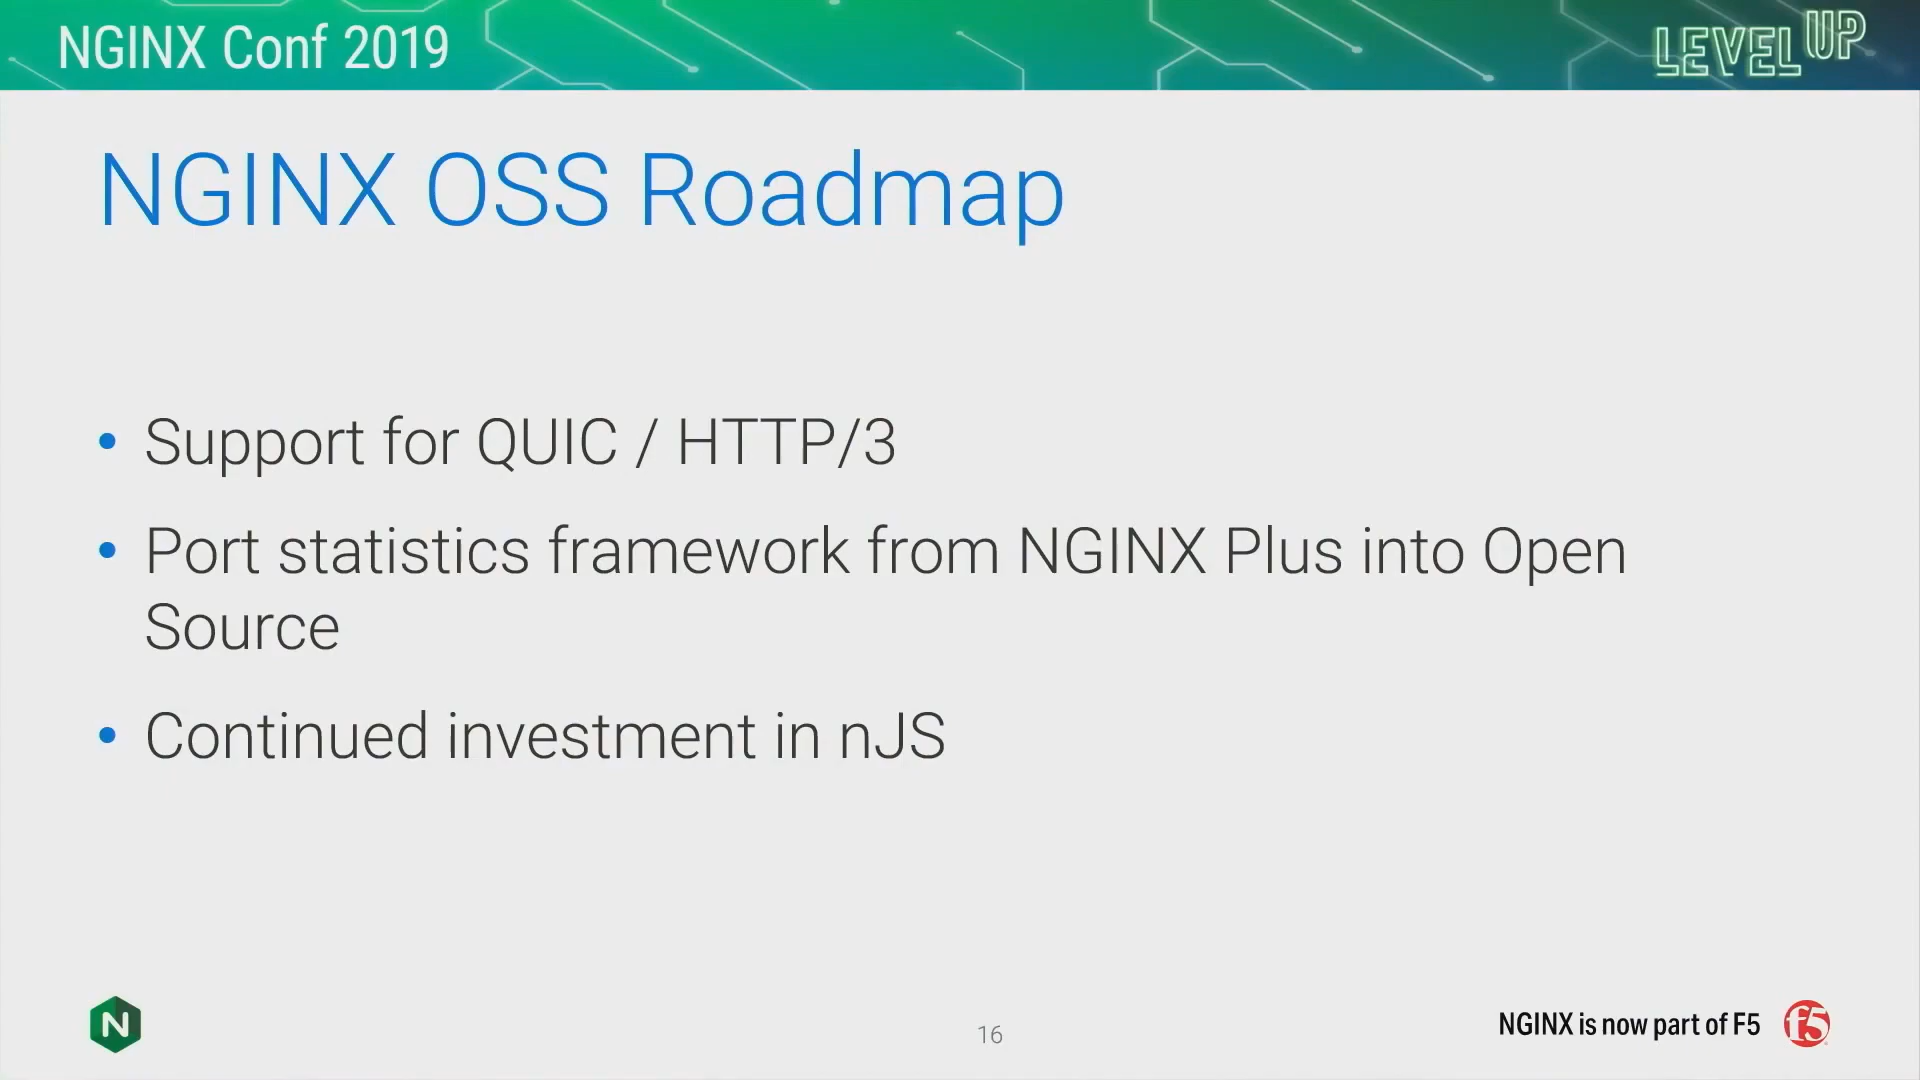 NGINX Conf 2019
LEVEL UP
NGINX OSS Roadmap
• Support for QUIC / HTTP/3
• Port statistics framework from NGINX Plus into Open
Source
• Continued investment in nJS
N
16
NGINX is now part of F5
f5